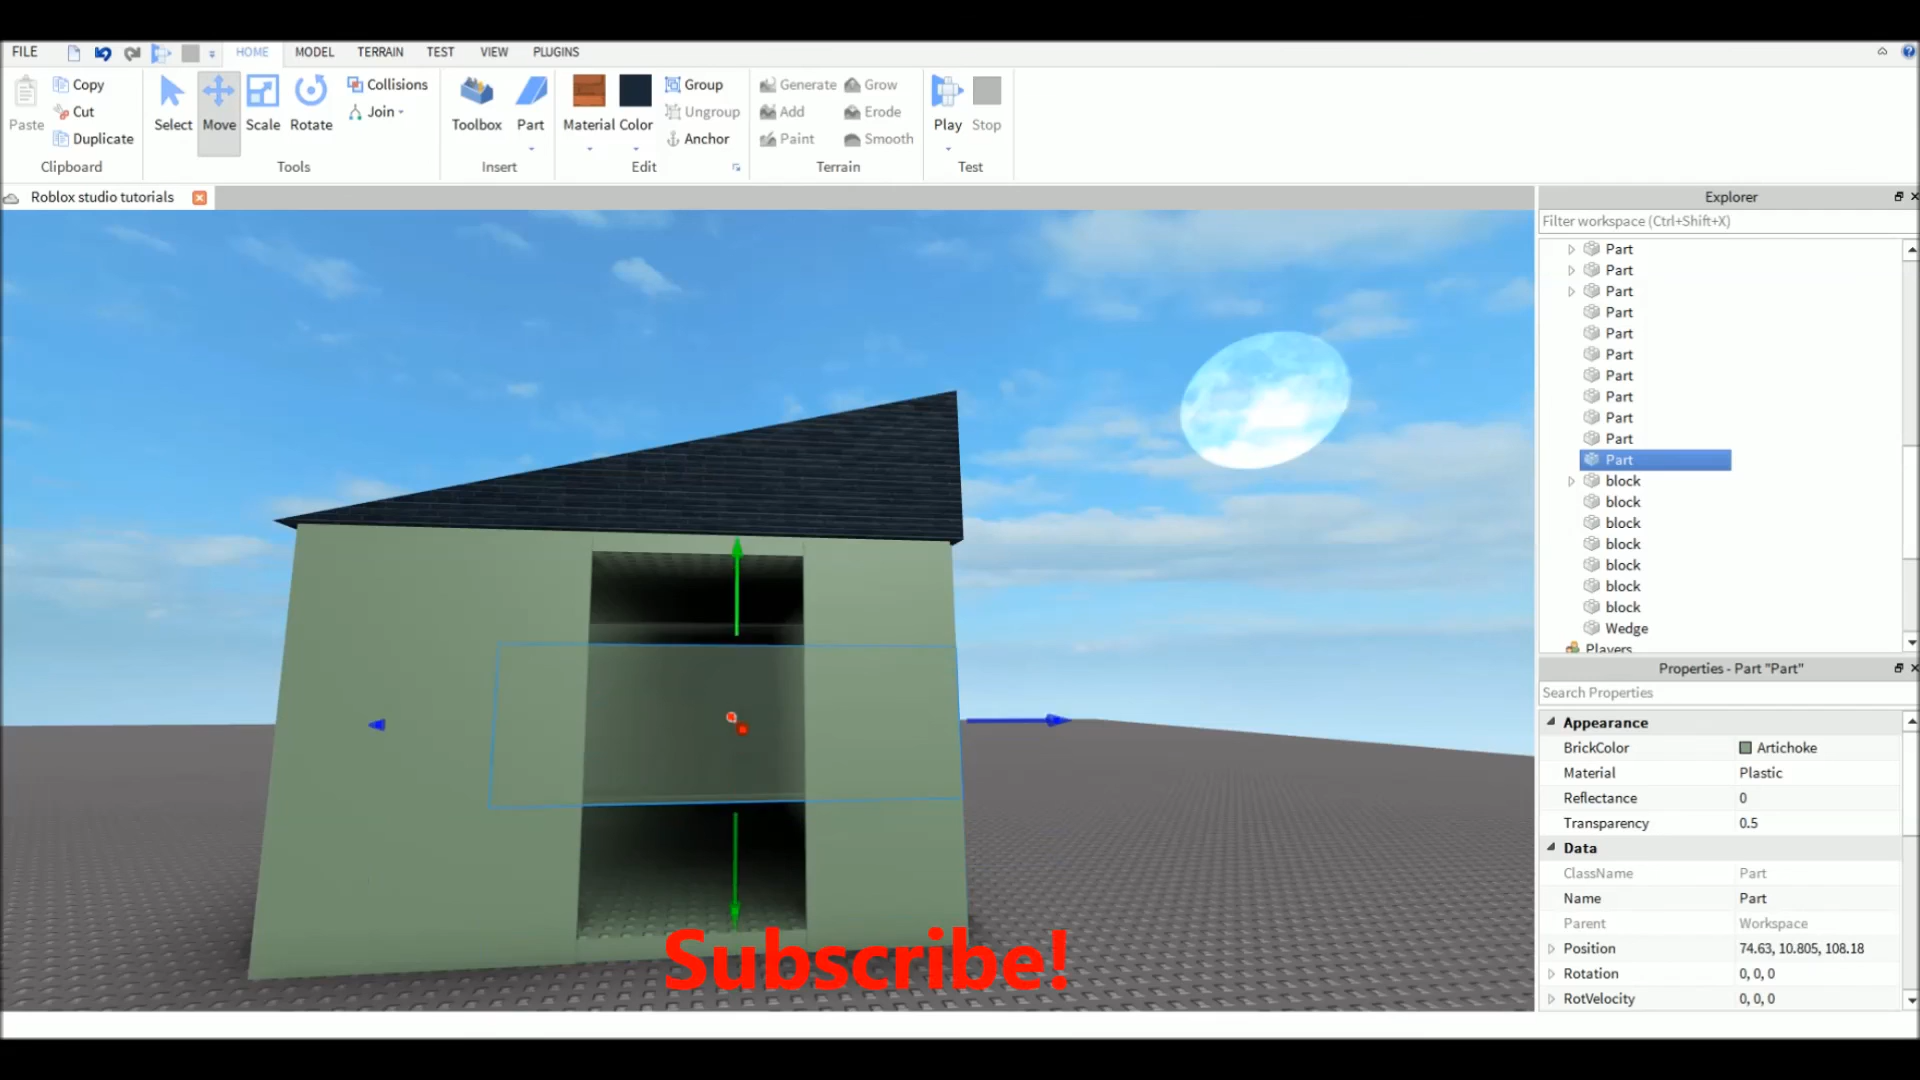 FILE HOME MODEL TERRAIN TEST VIEW PLUGINS
Paste
Copy
Cut
Duplicate
Clipboard
Select Move Scale Rotate
Collisions
Join
Tools
Toolbox Part
Insert
Material Color
Group
Ungroup
Anchor
Edit
Generate Grow
Add Erode
Paint Smooth
Terrain
Play Stop
Test
Roblox studio tutorials
Subscribe!
Explorer
Filter workspace (Ctrl+Shift+X)
Part
Part
Part
Part
Part
Part
Part
Part
Part
Part
Part
block
block
block
block
block
block
block
Wedge
Players
Properties - Part "Part"
Search Properties
Appearance
BrickColor Artichoke
Material Plastic
Reflectance 0
Transparency 0.5
Data
ClassName Part
Name Part
Parent Workspace
Position 74.63, 10.805, 108.18
Rotation 0, 0, 0
RotVelocity 0, 0, 0